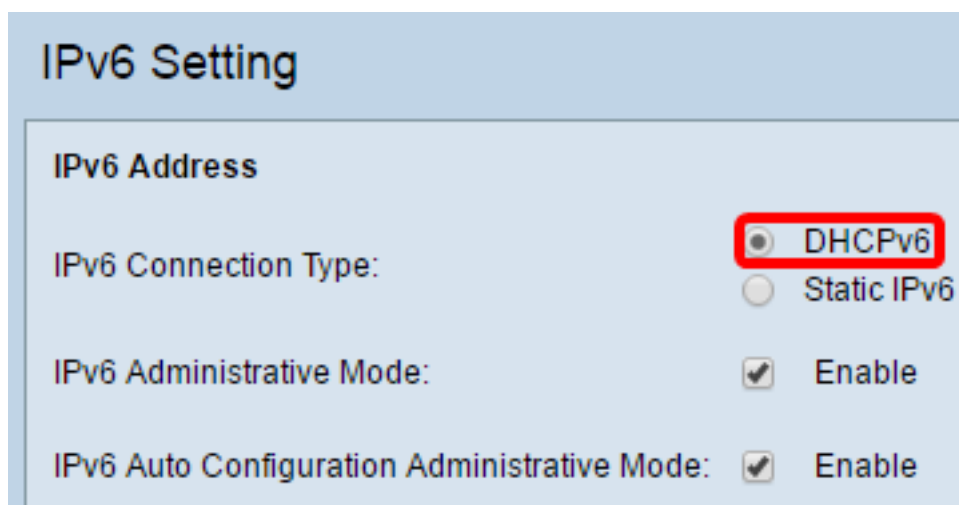 IPv6 Setting
IPv6 Address
IPv6 Connection Type:
DHCPv6
Static IPv6
IPv6 Administrative Mode:
Enable
IPv6 Auto Configuration Administrative Mode:
Enable